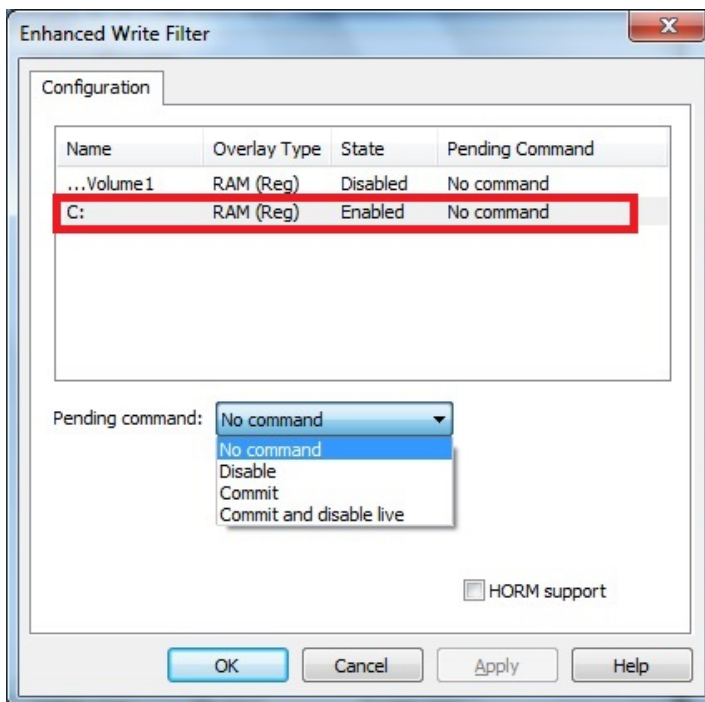 Enhanced Write Filter
Configuration
Name Overlay Type State Pending Command
...Volume1 RAM (Reg) Disabled No command
C: RAM (Reg) Enabled No command
Pending command: No command
No command
Disable
Commit
Commit and disable live
HORM support
OK Cancel Apply Help